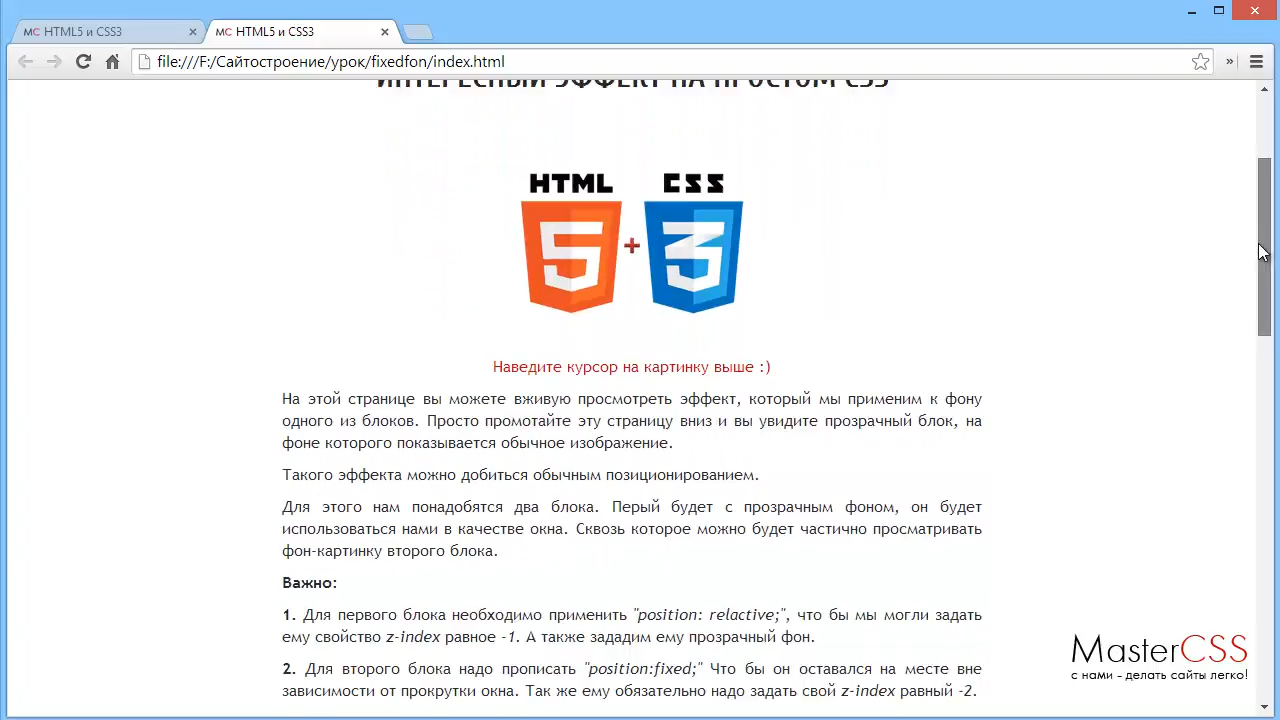 MC HTML5 и CSS3
MC HTML5 и CSS3
file:///F:/Сайтостроение/урок/fixedfon/index.html
ИНТЕРЕСНЫЙ ЭФФЕКТ НА ПРОСТОМ CSS
HTML CSS
5 + 3
Наведите курсор на картинку выше :)
На этой странице вы можете вживую просмотреть эффект, который мы применим к фону
одного из блоков. Просто промотайте эту страницу вниз и вы увидите прозрачный блок, на
фоне которого показывается обычное изображение.
Такого эффекта можно добиться обычным позиционированием.
Для этого нам понадобятся два блока. Перый будет с прозрачным фоном, он будет
использоваться нами в качестве окна. Сквозь которое можно будет частично просматривать
фон-картинку второго блока.
Важно:
1. Для первого блока необходимо применить "position: relactive;", что бы мы могли задать
ему свойство z-index равное -1. А также зададим ему прозрачный фон.
2. Для второго блока надо прописать "position:fixed;" Что бы он оставался на месте вне
зависимости от прокрутки окна. Так же ему обязательно надо задать свой z-index равный -2.
MasterCSS
с нами - делать сайты легко!